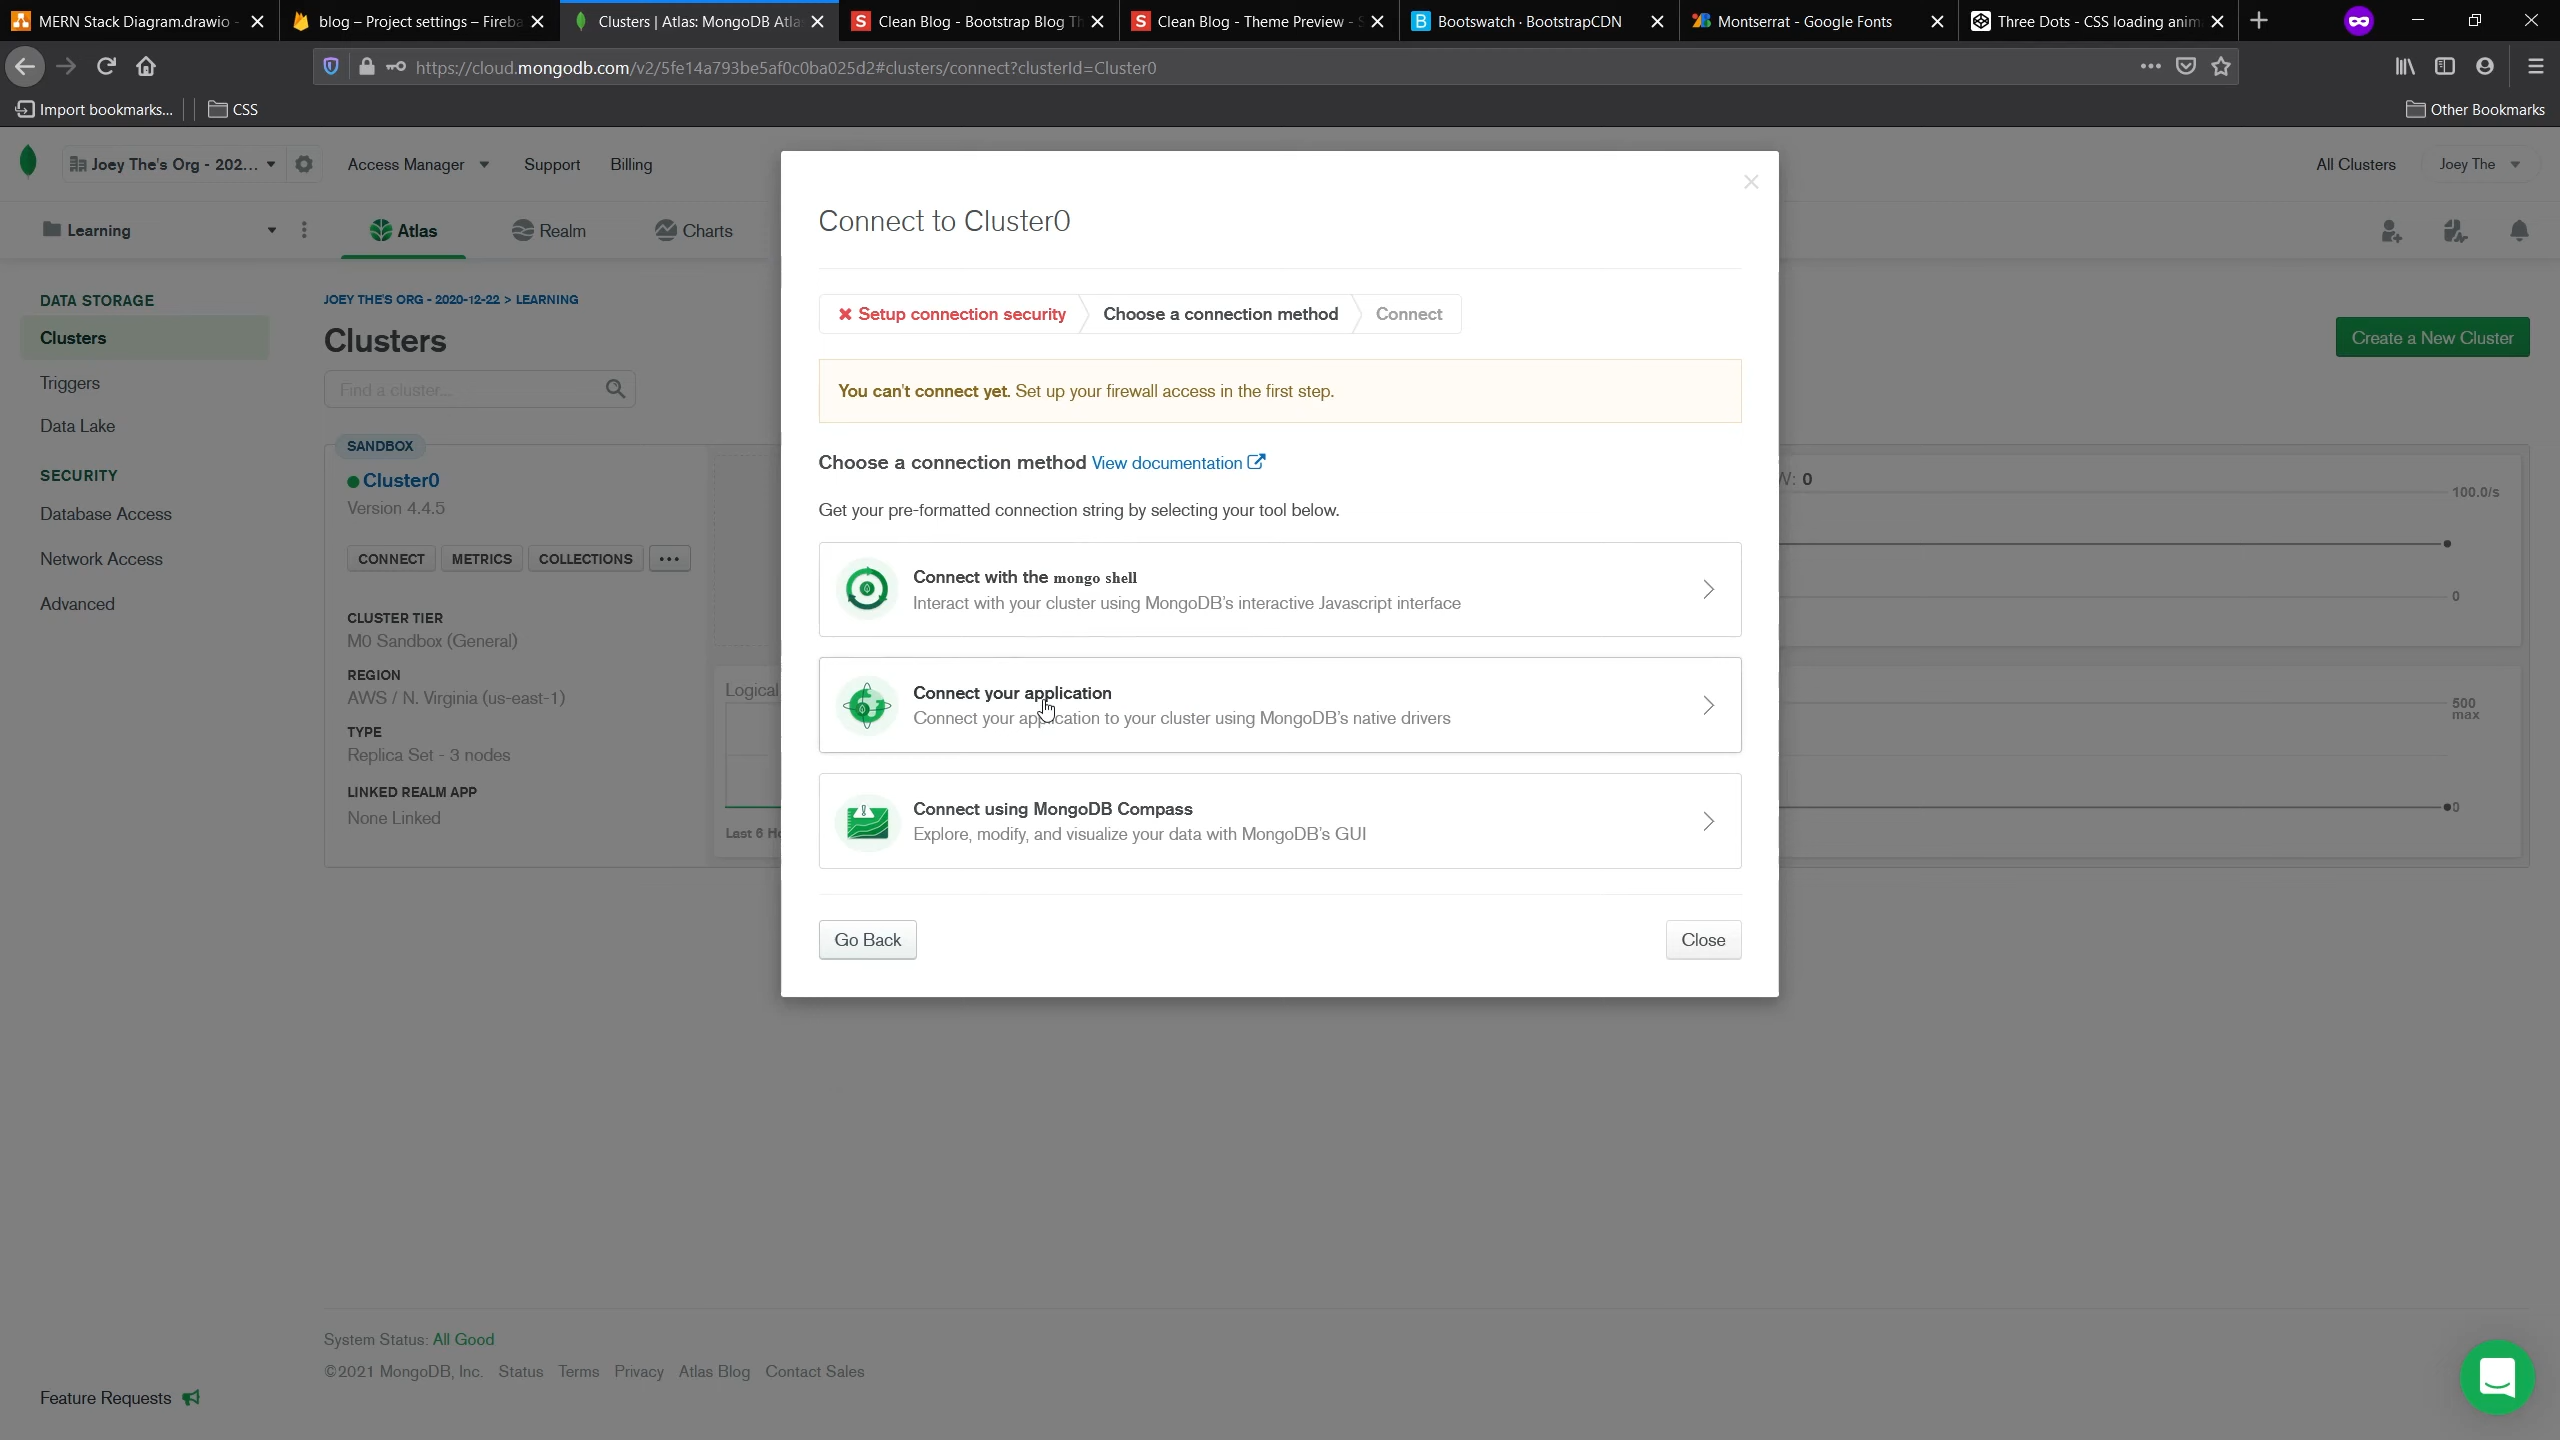 MERN Stack Diagram.drawio -
blog – Project settings – Fireba
Clusters | Atlas: MongoDB Atla
Clean Blog - Bootstrap Blog Th
Clean Blog - Theme Preview - S
Bootswatch · BootstrapCDN
Montserrat - Google Fonts
Three Dots - CSS loading anim
https://cloud.mongodb.com/v2/5fe14a793be5af0c0ba025d2#clusters/connect?clusterId=Cluster0
Import bookmarks...
CSS
Other Bookmarks
Joey The's Org - 202...
Access Manager
Support
Billing
All Clusters
Joey The
Learning
Atlas
Realm
Charts
DATA STORAGE
Clusters
Triggers
Data Lake
SECURITY
Database Access
Network Access
Advanced
JOEY THE'S ORG - 2020-12-22 > LEARNING
Clusters
Find a cluster...
Create a New Cluster
SANDBOX
Cluster0
Version 4.4.5
CONNECT
METRICS
COLLECTIONS
CLUSTER TIER
M0 Sandbox (General)
REGION
AWS / N. Virginia (us-east-1)
TYPE
Replica Set - 3 nodes
LINKED REALM APP
None Linked
Logical
Last 6 Ho
W: 0
100.0/s
0
500
max
0
Connect to Cluster0
Setup connection security
Choose a connection method
Connect
You can't connect yet. Set up your firewall access in the first step.
Choose a connection method View documentation
Get your pre-formatted connection string by selecting your tool below.
Connect with the mongo shell
Interact with your cluster using MongoDB's interactive Javascript interface
Connect your application
Connect your application to your cluster using MongoDB's native drivers
Connect using MongoDB Compass
Explore, modify, and visualize your data with MongoDB's GUI
Go Back
Close
System Status: All Good
©2021 MongoDB, Inc. Status Terms Privacy Atlas Blog Contact Sales
Feature Requests